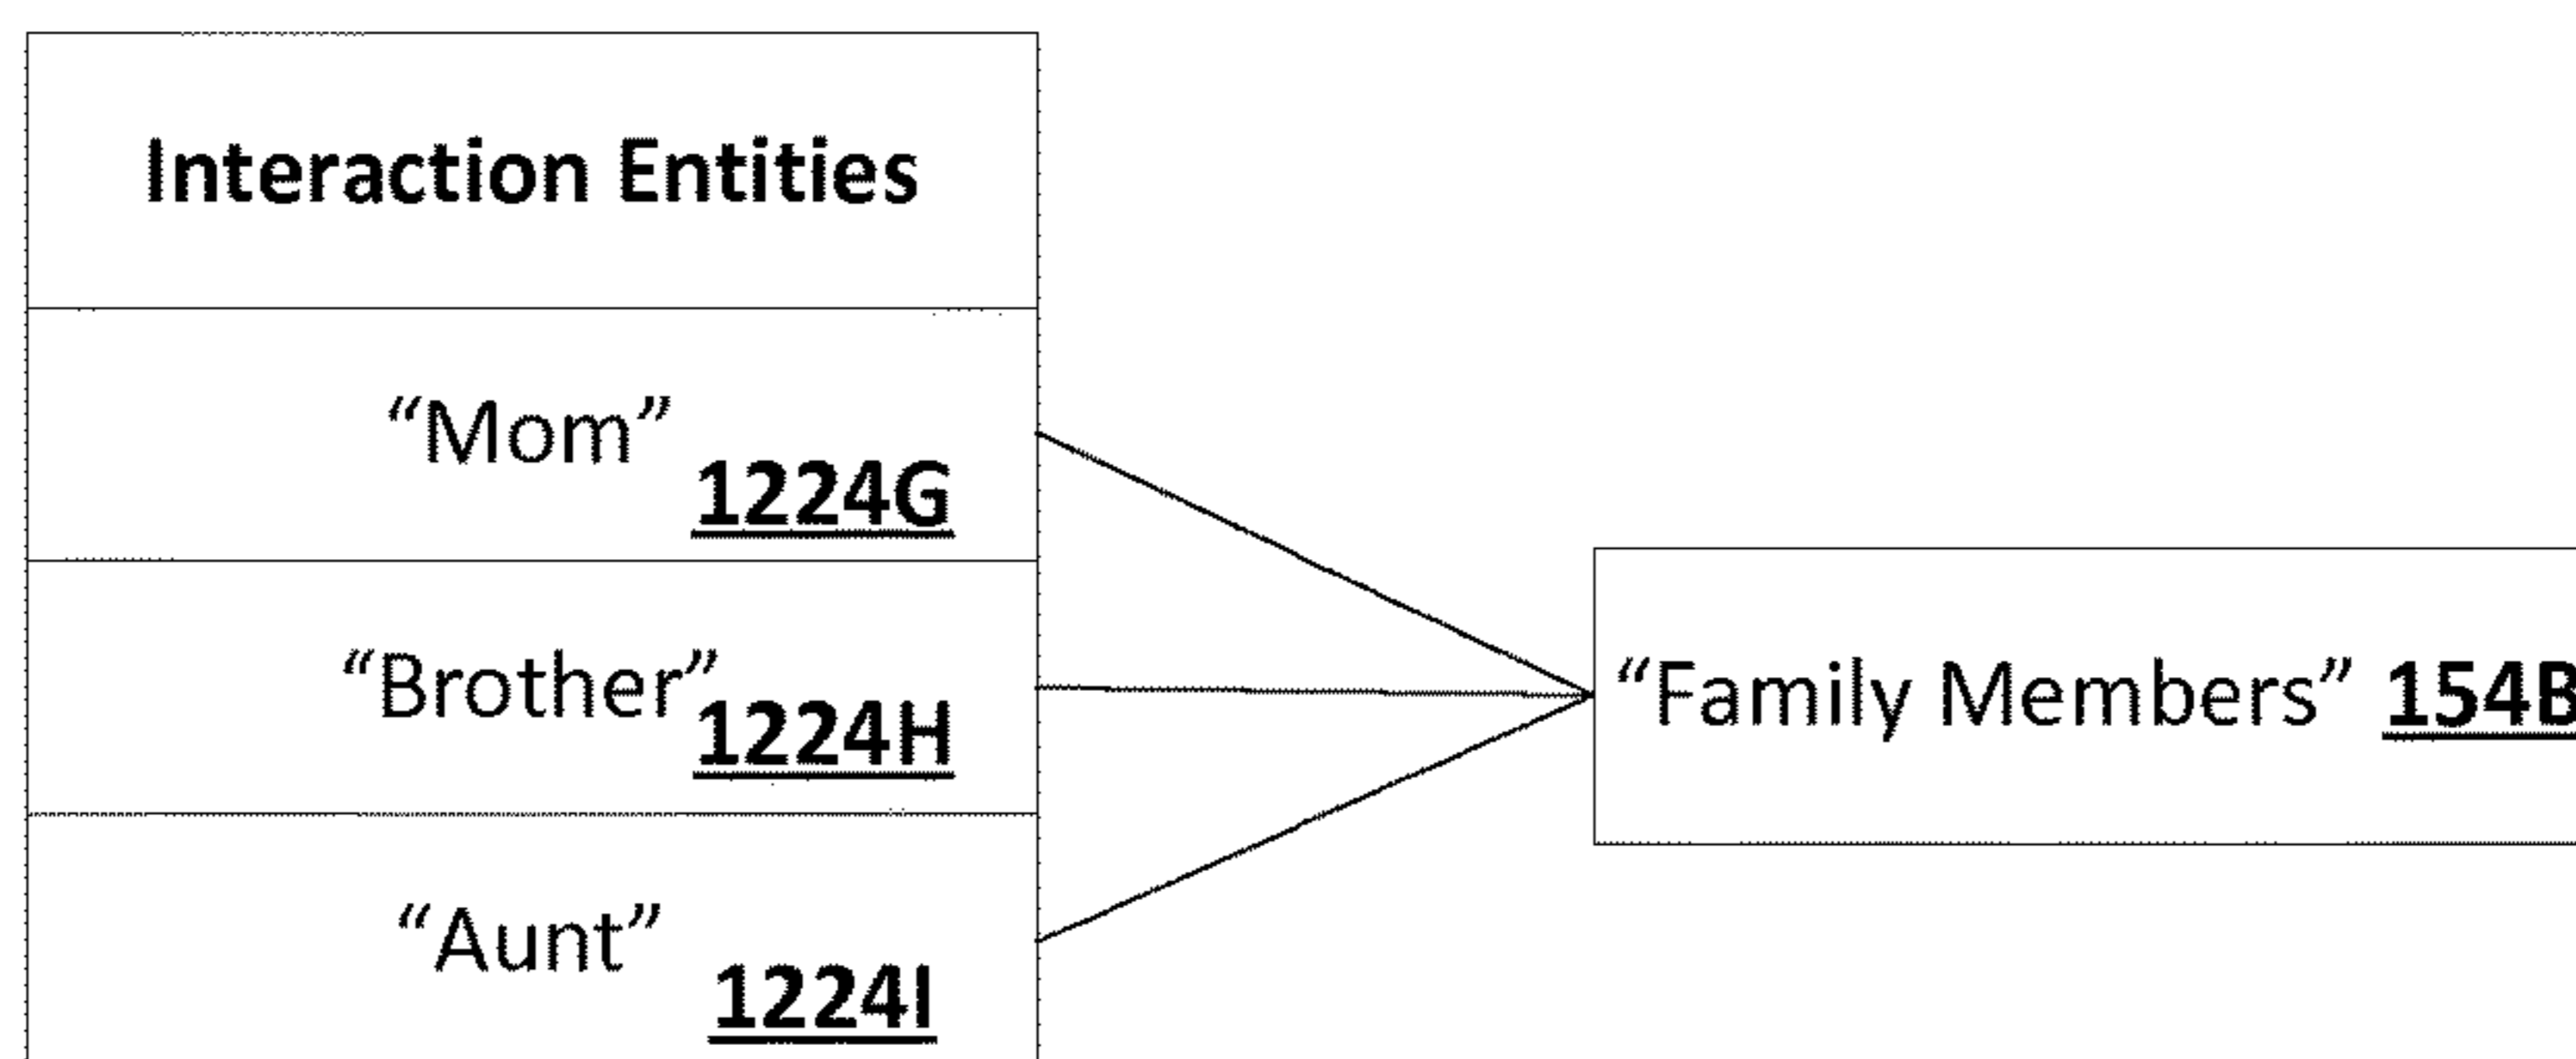 Interaction Entities
“Mom”
1224G
“Brother”
1224H
“Family Members” 154B
“Aunt”
1224I